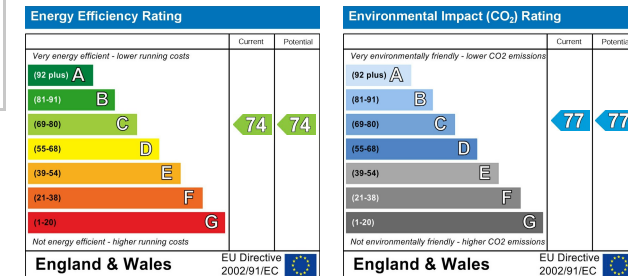 Energy Efficiency Rating
Current Potential
Very energy efficient - lower running costs
(92 plus) A
(81-91) B
(69-80) C 74 74
(55-68) D
(39-54) E
(21-38) F
(1-20) G
Not energy efficient - higher running costs
England & Wales EU Directive 2002/91/EC
Environmental Impact (CO₂) Rating
Current Potential
Very environmentally friendly - lower CO2 emissions
(92 plus) A
(81-91) B
(69-80) C 77 77
(55-68) D
(39-54) E
(21-38) F
(1-20) G
Not environmentally friendly - higher CO2 emissions
England & Wales EU Directive 2002/91/EC